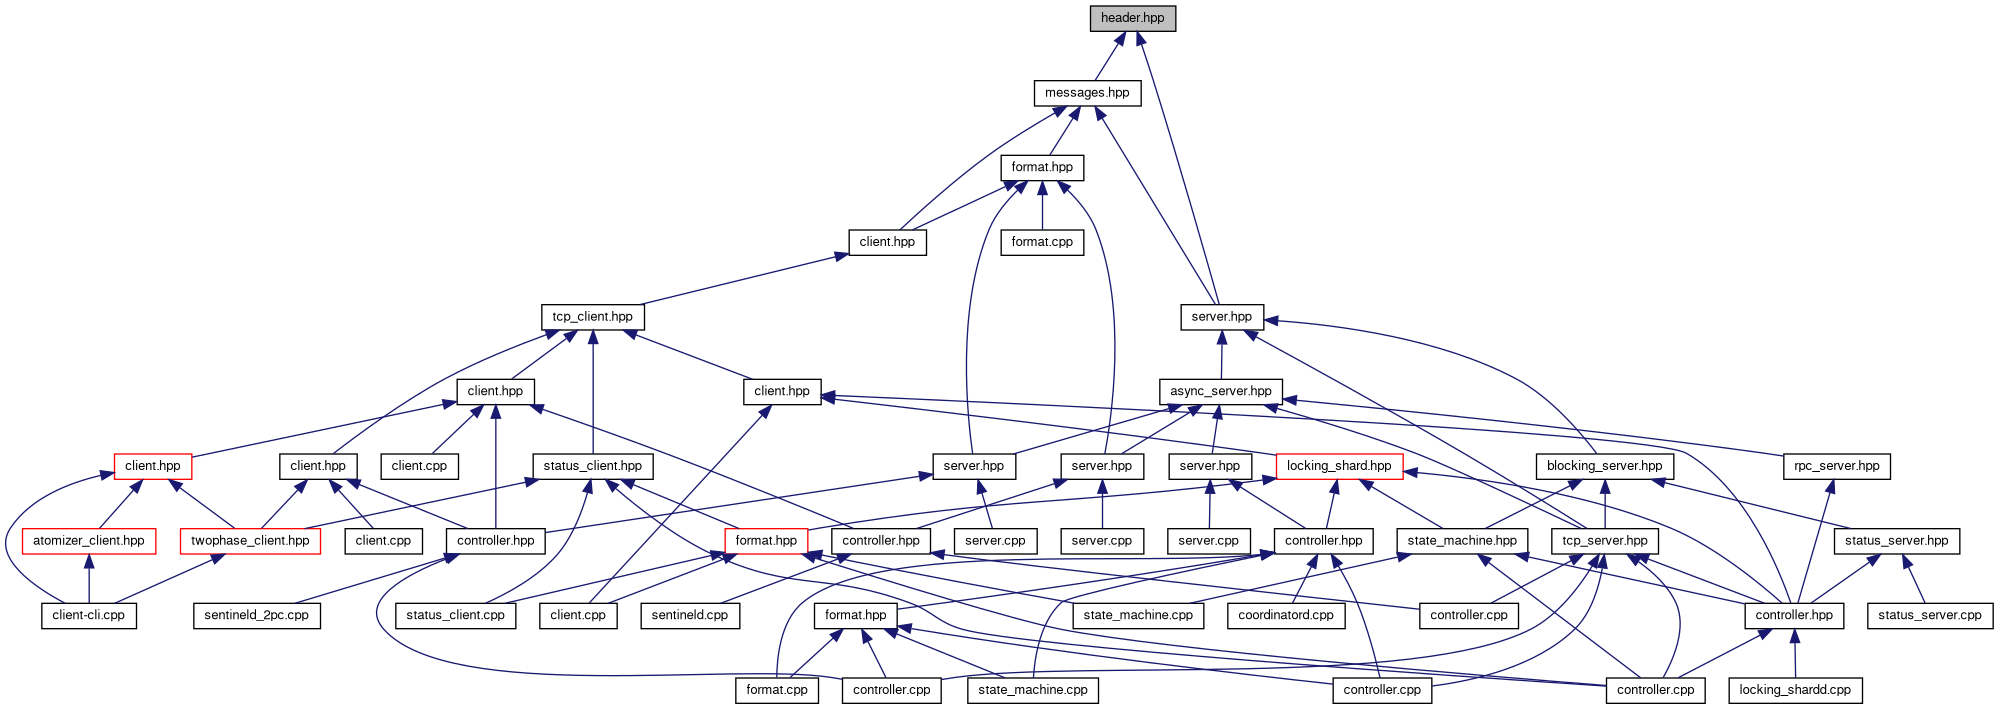 header.hpp
messages.hpp
format.hpp
client.hpp
format.cpp
tcp_client.hpp
server.hpp
client.hpp
client.hpp
async_server.hpp
client.hpp
client.hpp
client.cpp
status_client.hpp
server.hpp
server.hpp
server.hpp
locking_shard.hpp
blocking_server.hpp
rpc_server.hpp
atomizer_client.hpp
twophase_client.hpp
client.cpp
controller.hpp
format.hpp
controller.hpp
server.cpp
server.cpp
server.cpp
controller.hpp
state_machine.hpp
tcp_server.hpp
status_server.hpp
client-cli.cpp
sentineld_2pc.cpp
status_client.cpp
client.cpp
sentineld.cpp
format.hpp
state_machine.cpp
coordinatord.cpp
controller.cpp
controller.hpp
status_server.cpp
format.cpp
controller.cpp
state_machine.cpp
controller.cpp
controller.cpp
locking_shardd.cpp